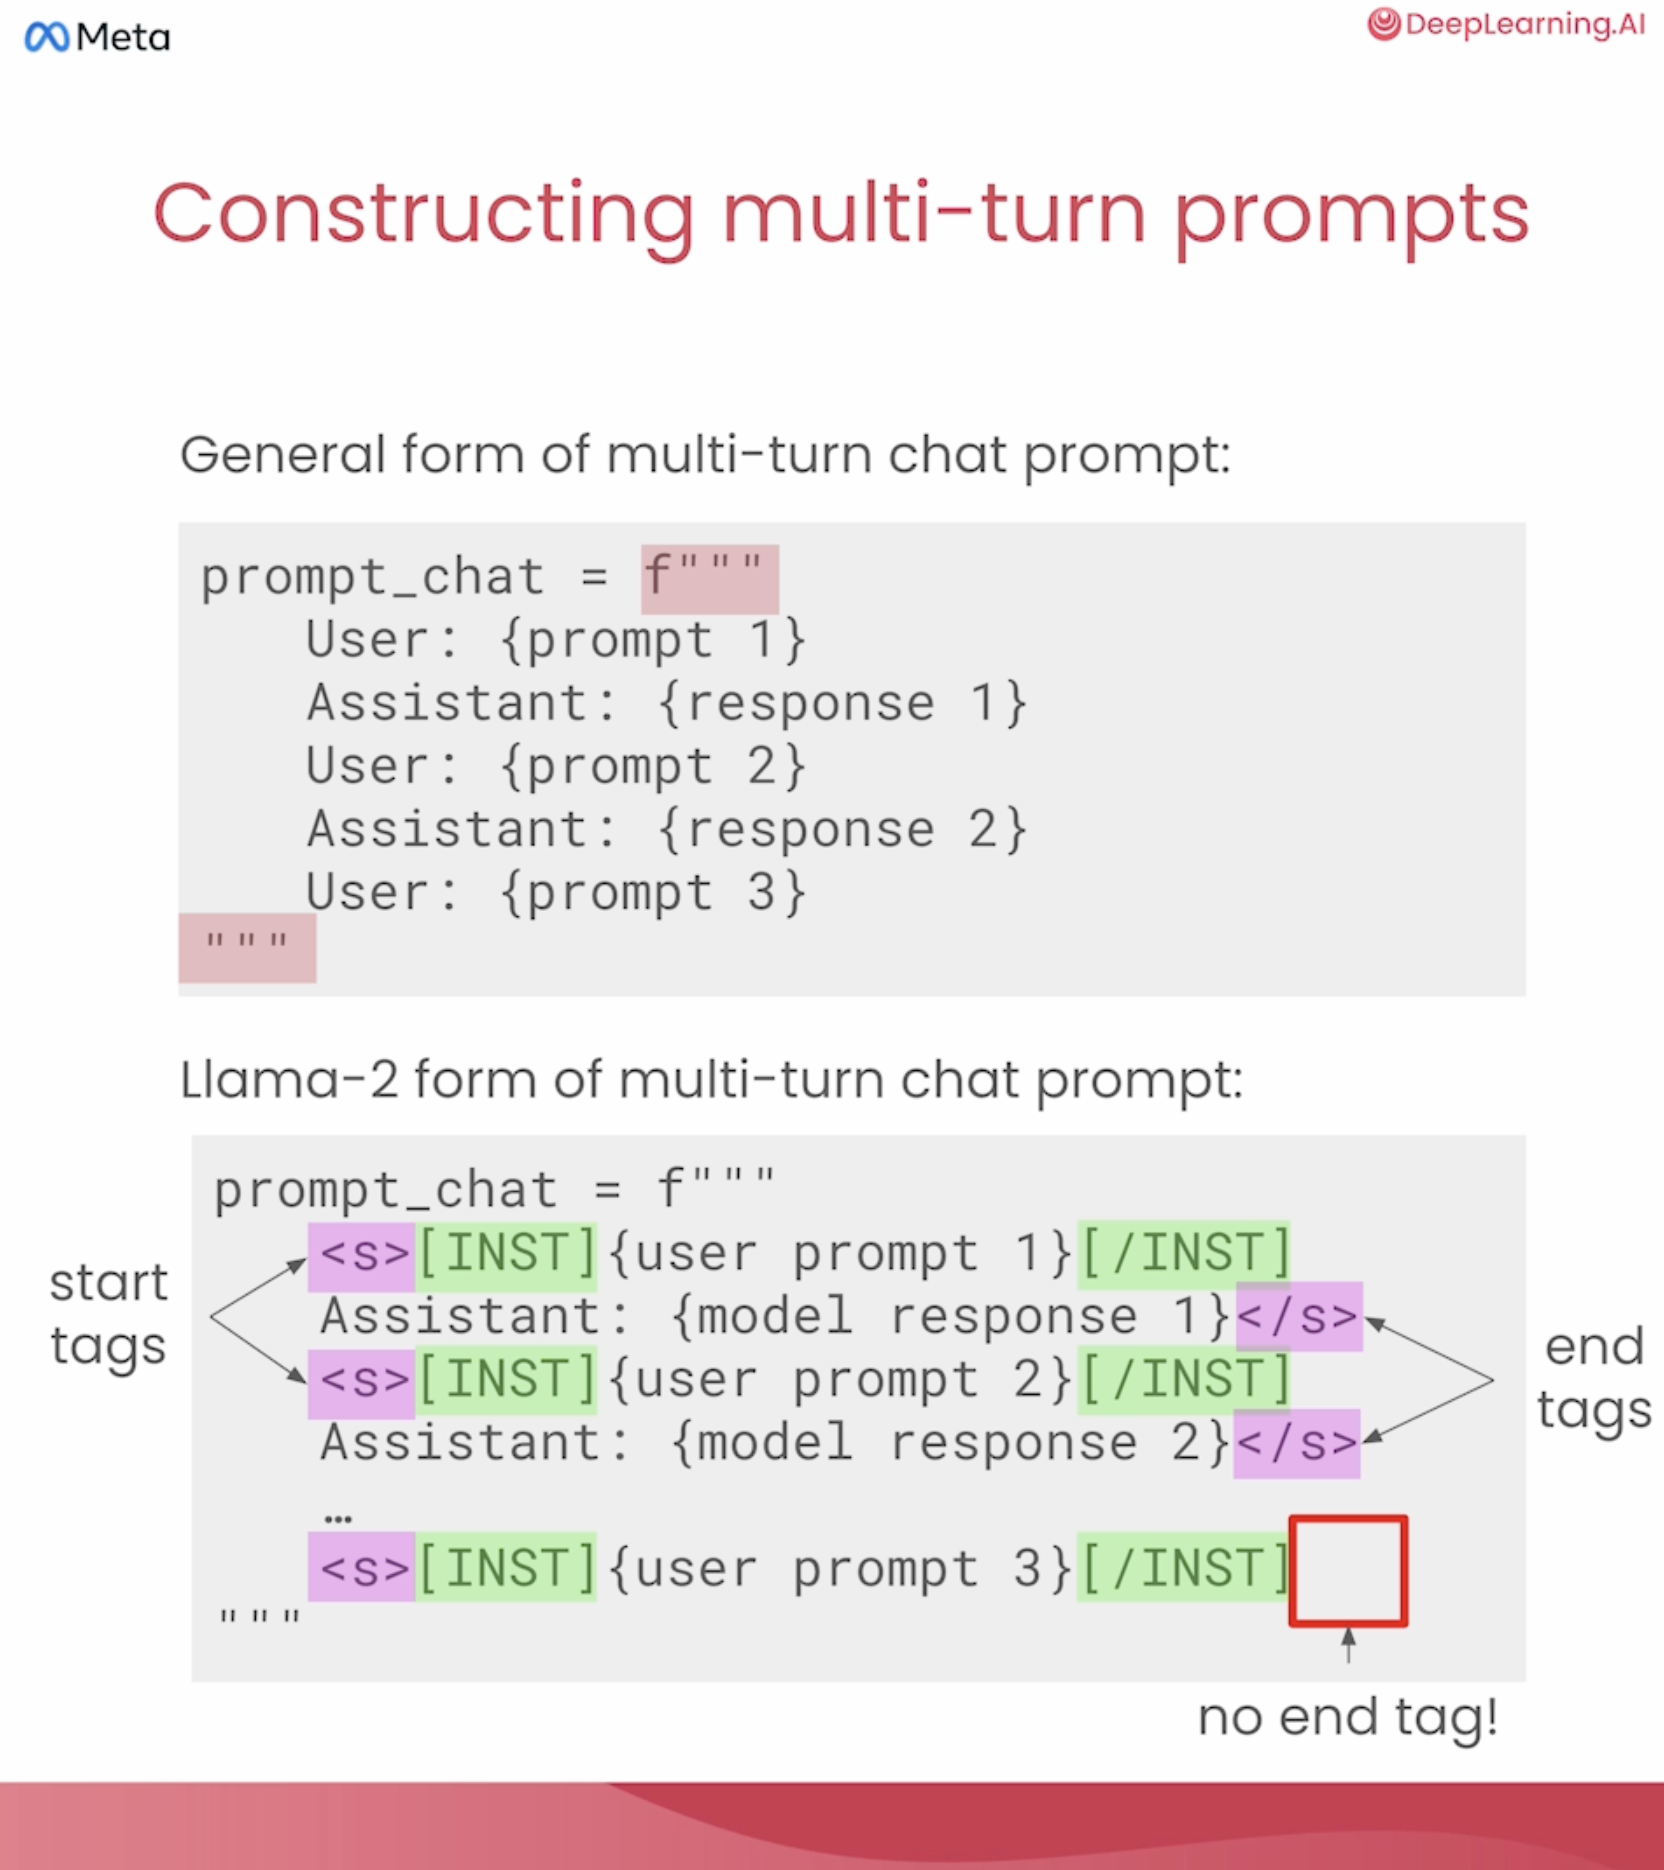 Meta
DeepLearning.AI
Constructing multi-turn prompts
General form of multi-turn chat prompt:
prompt_chat = f"""
User: {prompt 1}
Assistant: {response 1}
User: {prompt 2}
Assistant: {response 2}
User: {prompt 3}
"""
Llama-2 form of multi-turn chat prompt:
prompt_chat = f"""
<s>[INST]{user prompt 1}[/INST]
Assistant: {model response 1}</s>
<s>[INST]{user prompt 2}[/INST]
Assistant: {model response 2}</s>
…
<s>[INST]{user prompt 3}[/INST]
"""
start
tags
end
tags
no end tag!